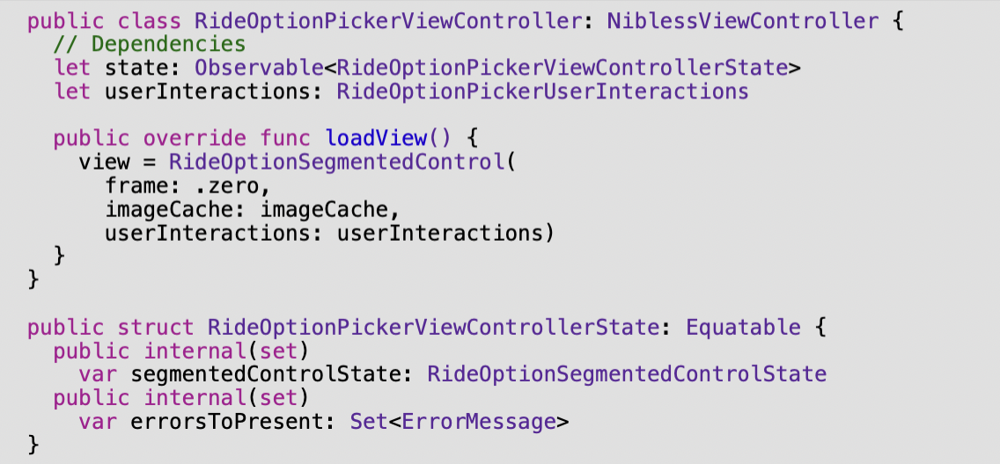 public class RideOptionPickerViewController: NiblessViewController {
  // Dependencies
  let state: Observable<RideOptionPickerViewControllerState>
  let userInteractions: RideOptionPickerUserInteractions

  public override func loadView() {
    view = RideOptionSegmentedControl(
      frame: .zero,
      imageCache: imageCache,
      userInteractions: userInteractions)
  }
}

public struct RideOptionPickerViewControllerState: Equatable {
  public internal(set)
    var segmentedControlState: RideOptionSegmentedControlState
  public internal(set)
    var errorsToPresent: Set<ErrorMessage>
}